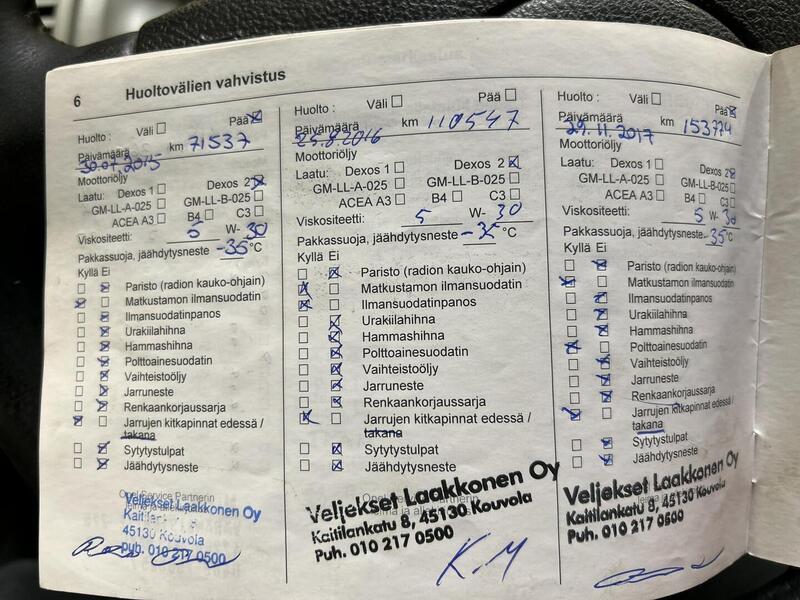 6 Huoltovälien vahvistus
Huolto : Väli Pää
Päivämäärä km 71537
30.07.2015
Moottoriöljy
Laatu: Dexos 1 Dexos 2
GM-LL-A-025 GM-LL-B-025
ACEA A3 B4 C3
Viskositeetti: 5 W- 30
Pakkassuoja, jäähdytysneste -35 °C
Kyllä Ei
Paristo (radion kauko-ohjain)
Matkustamon ilmansuodatin
Ilmansuodatinpanos
Urakiilahihna
Hammashihna
Polttoainesuodatin
Vaihteistoöljy
Jarruneste
Renkaankorjaussarja
Jarrujen kitkapinnat edessä /
takana
Sytytystulpat
Jäähdytysneste
Opel Service Partnerin
Veljekset Laakkonen Oy
45130 Kouvola
Puh. 010 217 0500
Huolto : Väli Pää
Päivämäärä km 110547
25.8.2016
Moottoriöljy
Laatu: Dexos 1 Dexos 2
GM-LL-A-025 GM-LL-B-025
ACEA A3 B4 C3
Viskositeetti: 5 W- 30
Pakkassuoja, jäähdytysneste -35 °C
Kyllä Ei
Paristo (radion kauko-ohjain)
Matkustamon ilmansuodatin
Ilmansuodatinpanos
Urakiilahihna
Hammashihna
Polttoainesuodatin
Vaihteistoöljy
Jarruneste
Renkaankorjaussarja
Jarrujen kitkapinnat edessä /
takana
Sytytystulpat
Jäähdytysneste
Veljekset Laakkonen Oy
Kaitilankatu 8, 45130 Kouvola
Puh. 010 217 0500
K.M
Huolto : Väli Pää
Päivämäärä km 153774
29.11.2017
Moottoriöljy
Laatu: Dexos 1 Dexos 2
GM-LL-A-025 GM-LL-B-025
ACEA A3 B4 C3
Viskositeetti: 5 W- 30
Pakkassuoja, jäähdytysneste -35 °C
Kyllä Ei
Paristo (radion kauko-ohjain)
Matkustamon ilmansuodatin
Ilmansuodatinpanos
Urakiilahihna
Hammashihna
Polttoainesuodatin
Vaihteistoöljy
Jarruneste
Renkaankorjaussarja
Jarrujen kitkapinnat edessä /
takana
Sytytystulpat
Jäähdytysneste
Veljekset Laakkonen Oy
Kaitilankatu 8, 45130 Kouvola
Puh. 010 217 0500